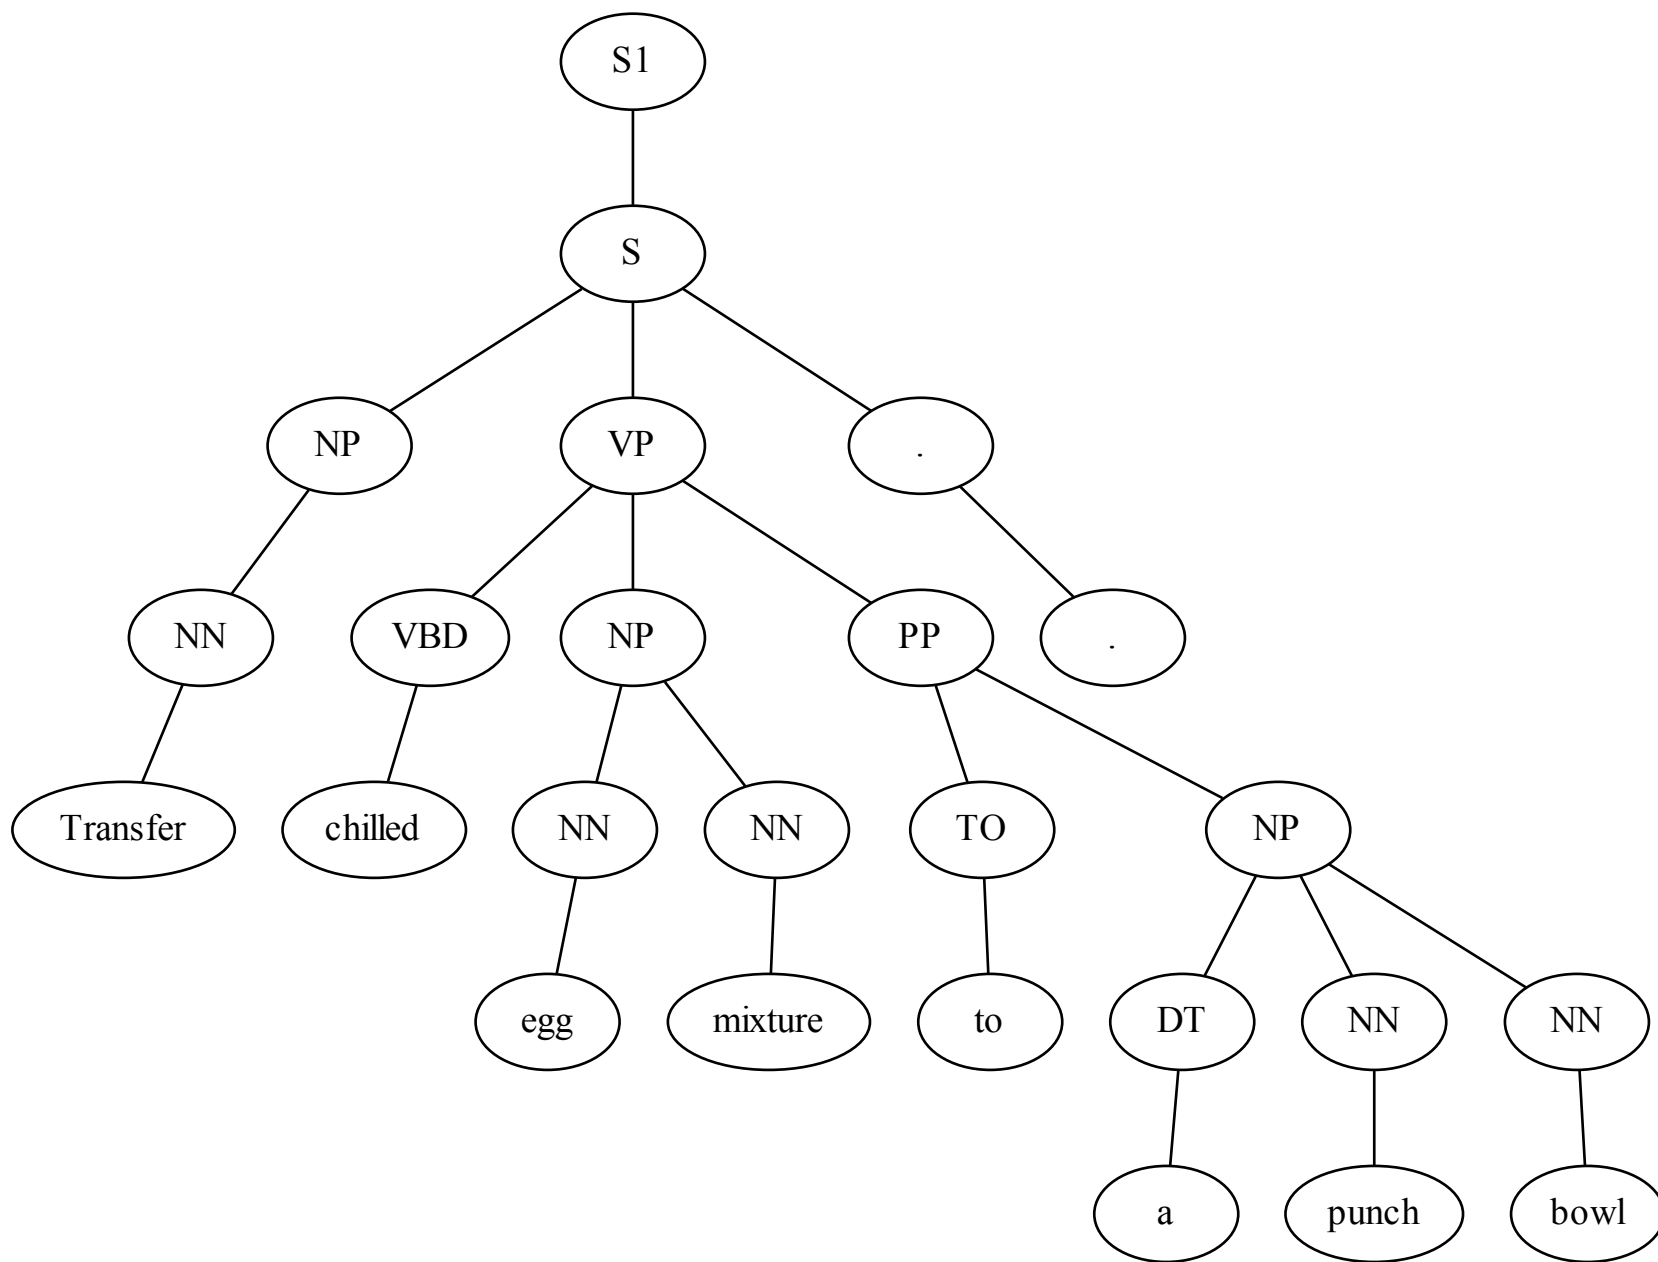 S1
S
NP VP .
NN VBD NP PP .
Transfer chilled NN NN TO NP
egg mixture to DT NN NN
a punch bowl